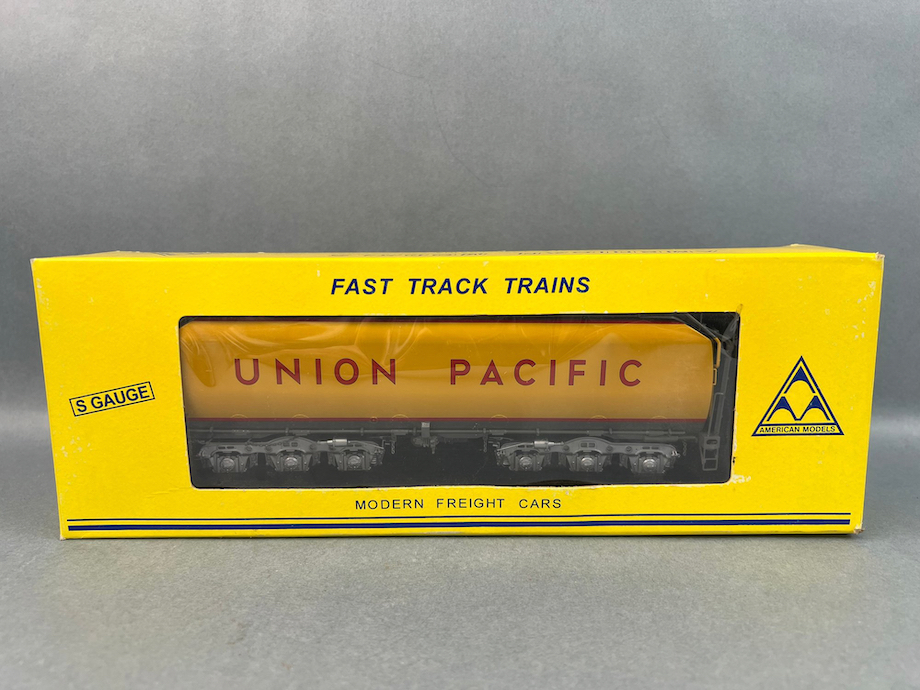 FAST TRACK TRAINS
UNION PACIFIC
S GAUGE
AMERICAN MODELS
MODERN FREIGHT CARS